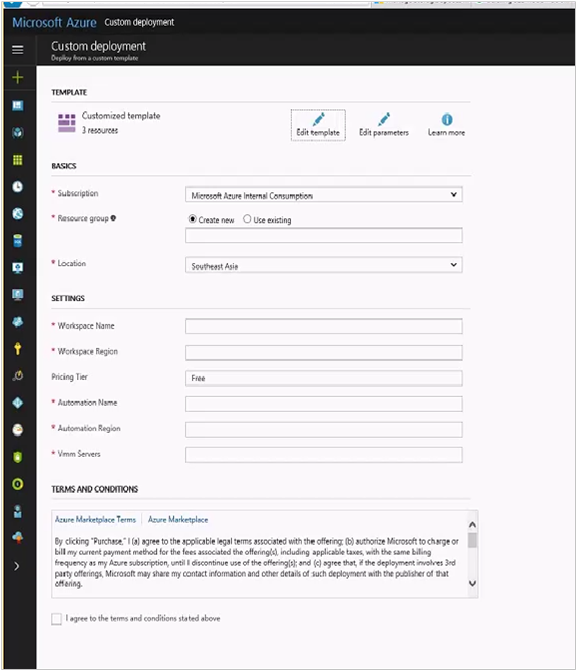 Microsoft Azure Custom deployment
Custom deployment
Deploy from a custom template
TEMPLATE
Customized template
3 resources
Edit template
Edit parameters
Learn more
BASICS
* Subscription
Microsoft Azure Internal Consumption
* Resource group
Create new
Use existing
* Location
Southeast Asia
SETTINGS
* Workspace Name
* Workspace Region
Pricing Tier
Free
* Automation Name
* Automation Region
* Vmm Servers
TERMS AND CONDITIONS
Azure Marketplace Terms
Azure Marketplace
By clicking "Purchase," I (a) agree to the applicable legal terms associated with the offering; (b) authorize Microsoft to charge or
bill my current payment method for the fees associated the offering(s), including applicable taxes, with the same billing
frequency as my Azure subscription, until I discontinue use of the offering(s); and (c) agree that, if the deployment involves 3rd
party offerings, Microsoft may share my contact information and other details of such deployment with the publisher of that
offering.
I agree to the terms and conditions stated above